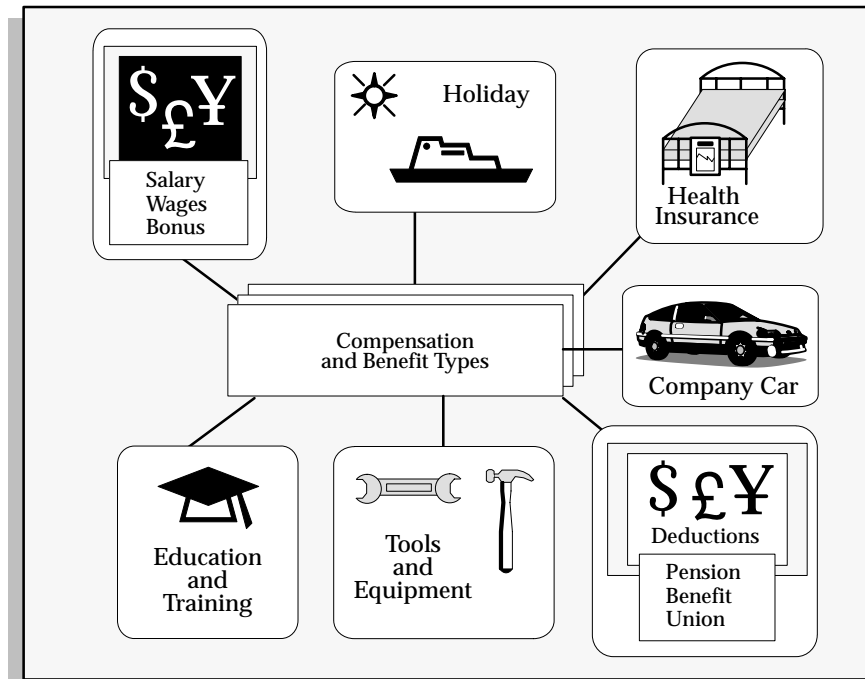 $£¥
Salary
Wages
Bonus
Holiday
Health
Insurance
Compensation
and Benefit Types
Company Car
Education
and
Training
Tools
and
Equipment
$£¥
Deductions
Pension
Benefit
Union